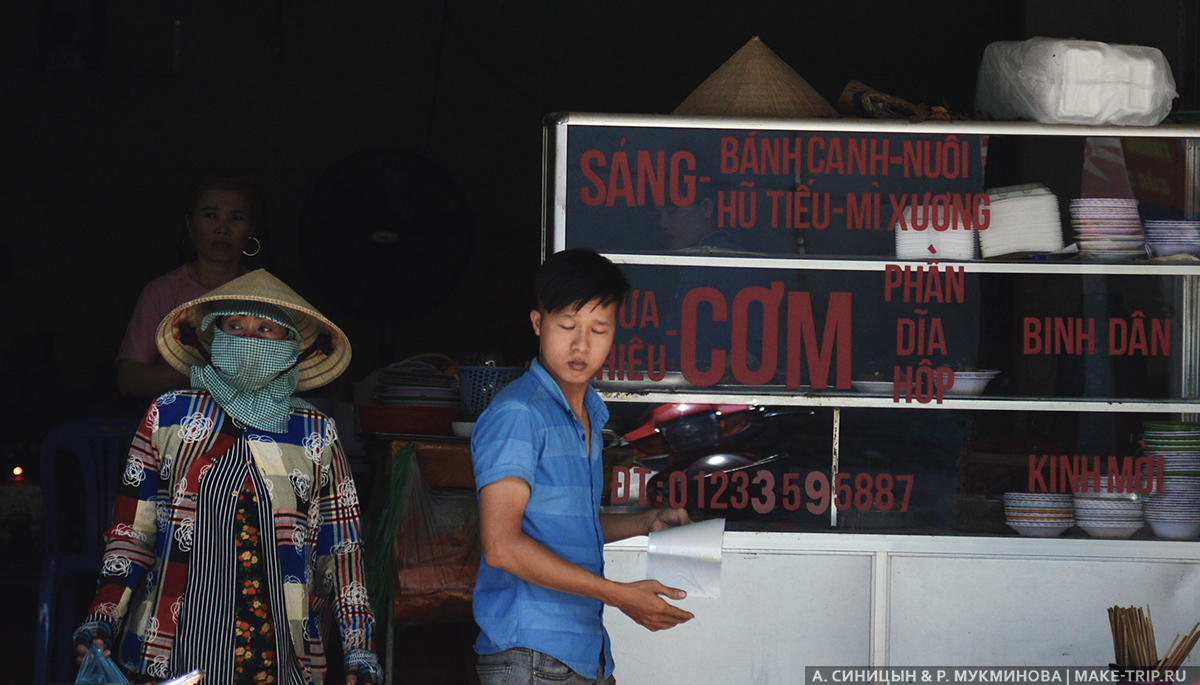 SÁNG- BÁNH CANH-NUÔI
HŨ TIẾU-MÌ XƯƠNG
CƠM
PHẦN
DĨA
HỘP
BINH DÂN
ĐT:01233595887
KINH MƠI
А. СИНИЦЫН & Р. МУКМИНОВА | MAKE-TRIP.RU